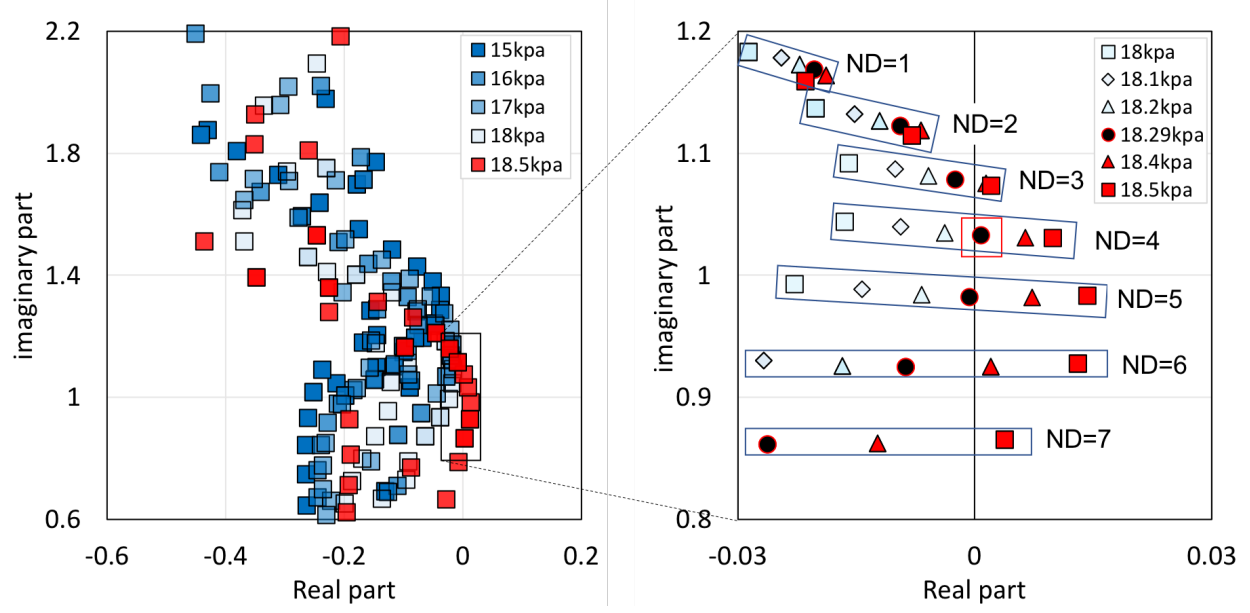 2.2
1.8
1.4
1
0.6
-0.6
-0.4
-0.2
0
0.2
imaginary part
Real part
15kpa
16kpa
17kpa
18kpa
18.5kpa
1.2
1.1
1
0.9
0.8
-0.03
0
0.03
imaginary part
Real part
18kpa
18.1kpa
18.2kpa
18.29kpa
18.4kpa
18.5kpa
ND=1
ND=2
ND=3
ND=4
ND=5
ND=6
ND=7